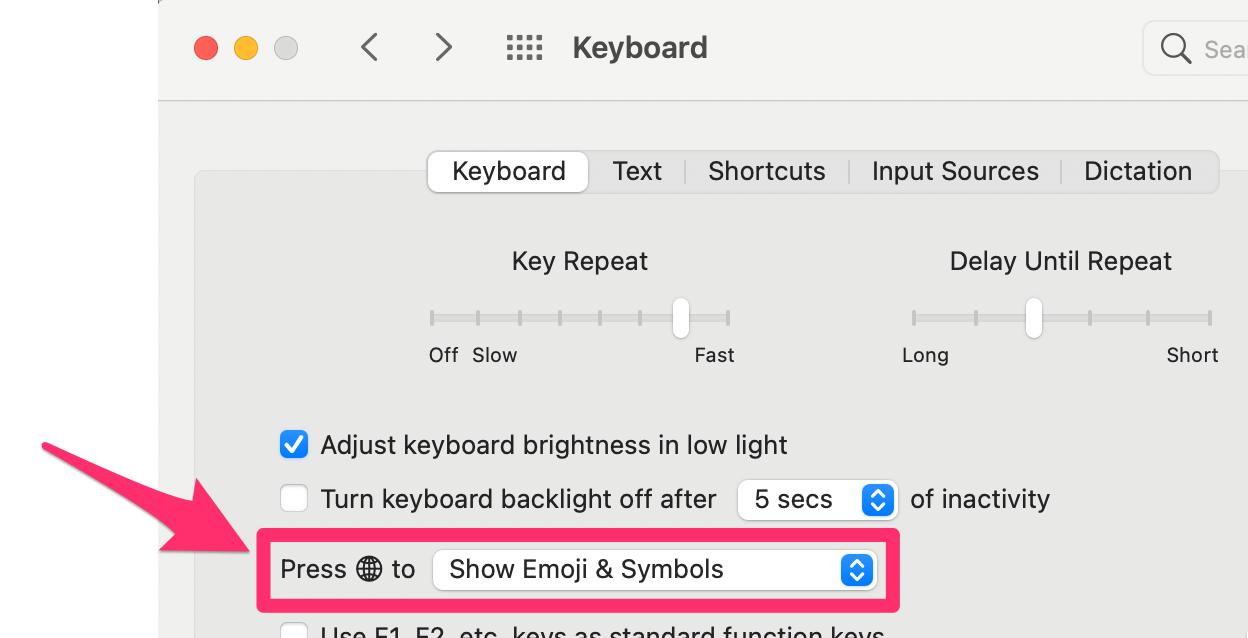 Keyboard
Sea
Keyboard Text Shortcuts Input Sources Dictation
Key Repeat Delay Until Repeat
Off Slow Fast Long Short
Adjust keyboard brightness in low light
Turn keyboard backlight off after 5 secs of inactivity
Press to Show Emoji & Symbols
Use F1, F2, etc. keys as standard function keys